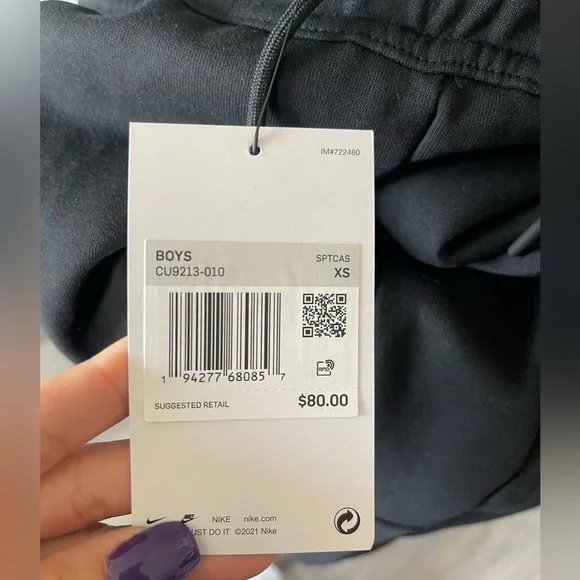 IM#722460
BOYS SPTCAS
CU9213-010 XS
RFID
1 94277 68085 7
SUGGESTED RETAIL $80.00
NIKE nike.com
UST DO IT ©2021 Nike